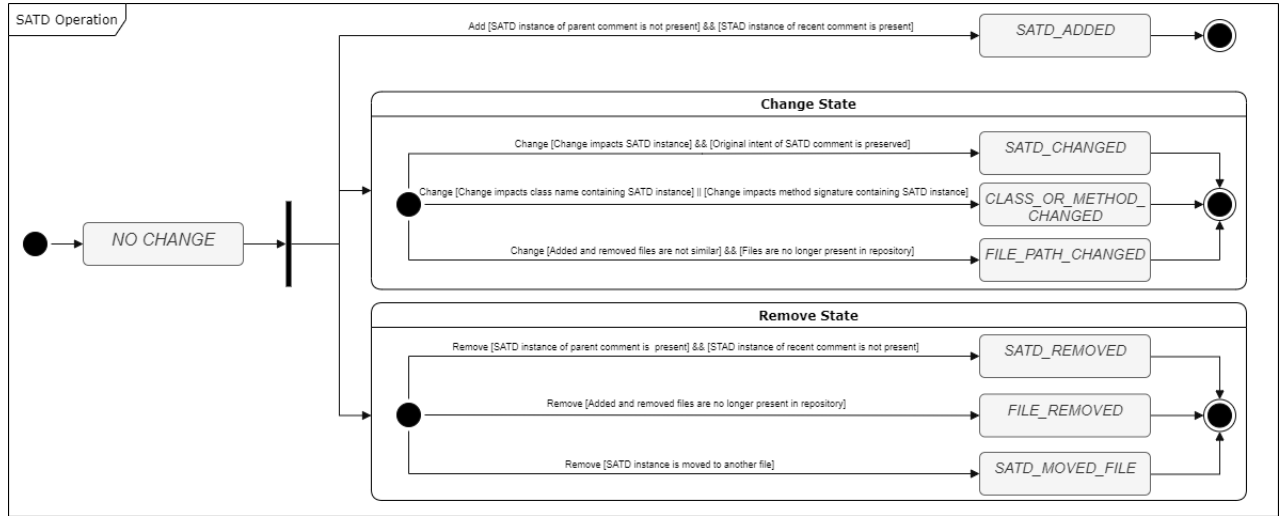 SATD Operation
Add [SATD instance of parent comment is not present] && [STAD instance of recent comment is present]
SATD_ADDED
Change State
Change [Change impacts SATD instance] && [Original intent of SATD comment is preserved]
SATD_CHANGED
Change [Change impacts class name containing SATD instance] || [Change impacts method signature containing SATD instance]
CLASS_OR_METHOD_
CHANGED
NO CHANGE
Change [Added and removed files are not similar] && [Files are no longer present in repository]
FILE_PATH_CHANGED
Remove State
Remove [SATD instance of parent comment is  present] && [STAD instance of recent comment is not present]
SATD_REMOVED
Remove [Added and removed files are no longer present in repository]
FILE_REMOVED
Remove [SATD instance is moved to another file]
SATD_MOVED_FILE